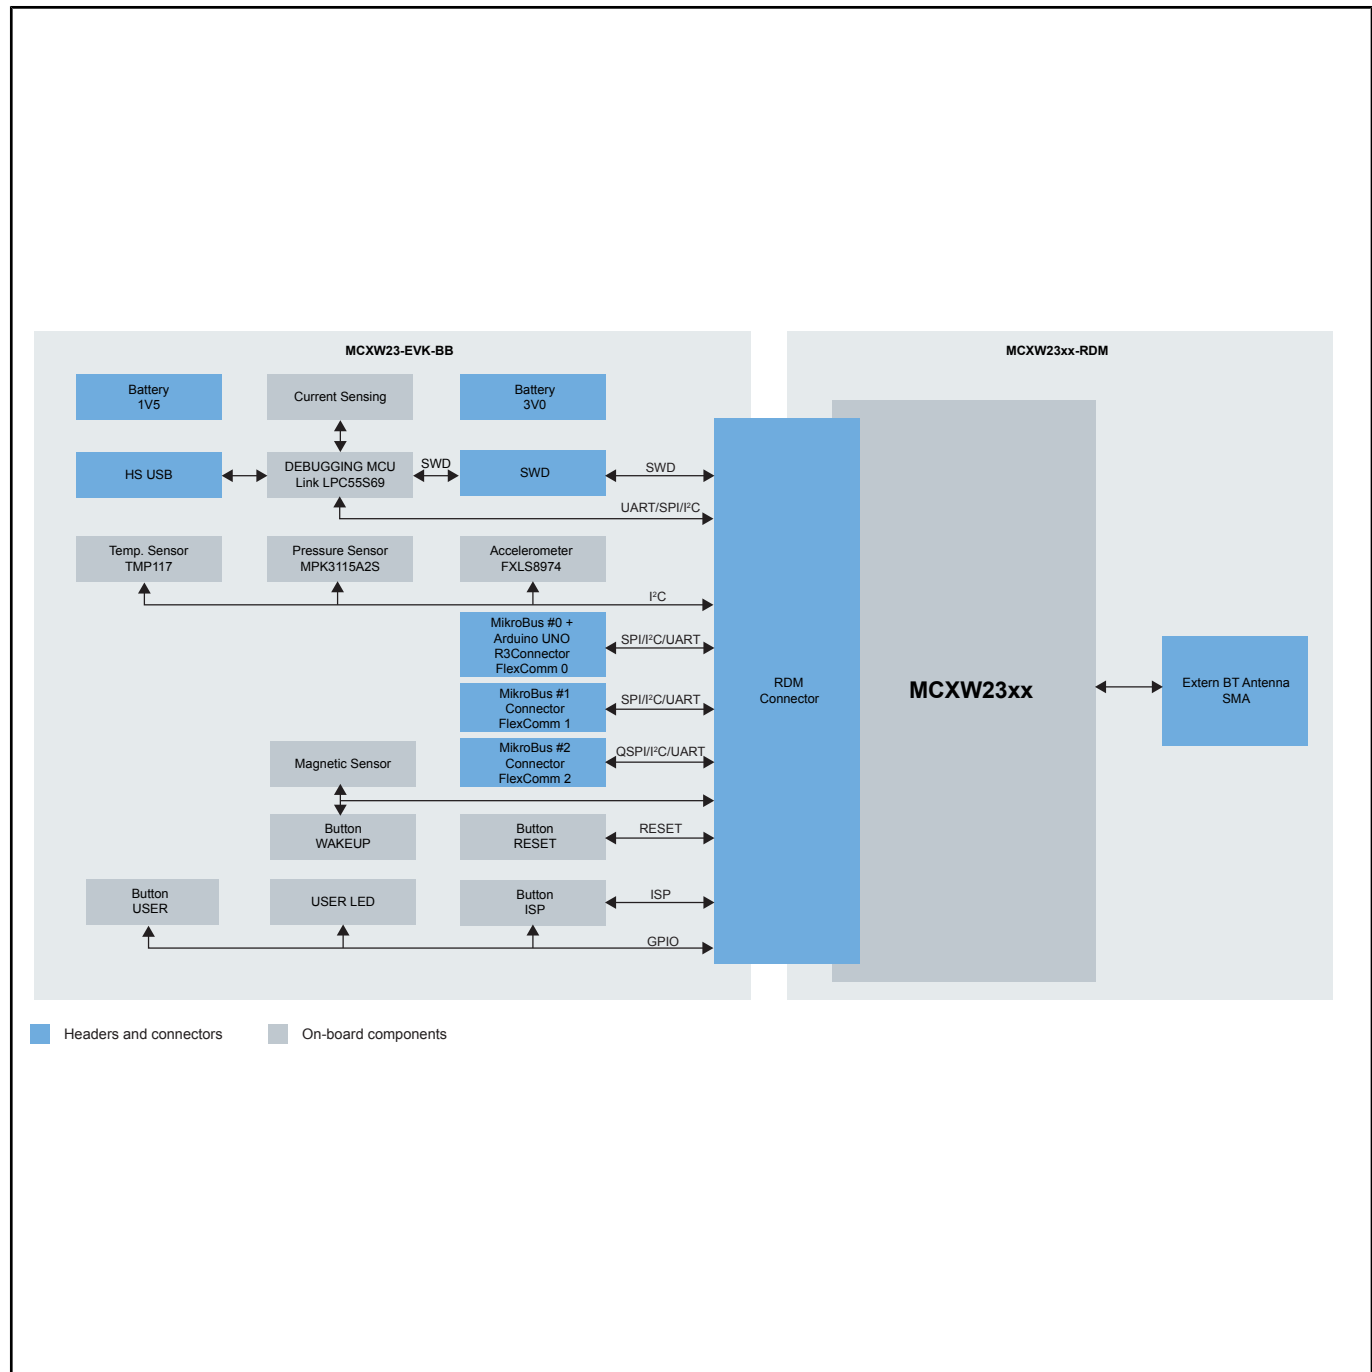 MCXW23-EVK-BB
MCXW23xx-RDM
Battery
1V5
Current Sensing
Battery
3V0
HS USB
DEBUGGING MCU
Link LPC55S69
SWD
SWD
SWD
UART/SPI/I²C
Temp. Sensor
TMP117
Pressure Sensor
MPK3115A2S
Accelerometer
FXLS8974
I²C
MikroBus #0 +
Arduino UNO
R3Connector
FlexComm 0
SPI/I²C/UART
MikroBus #1
Connector
FlexComm 1
SPI/I²C/UART
MikroBus #2
Connector
FlexComm 2
QSPI/I²C/UART
RDM
Connector
MCXW23xx
Extern BT Antenna
SMA
Magnetic Sensor
Button
WAKEUP
Button
RESET
RESET
Button
USER
USER LED
Button
ISP
ISP
GPIO
Headers and connectors
On-board components